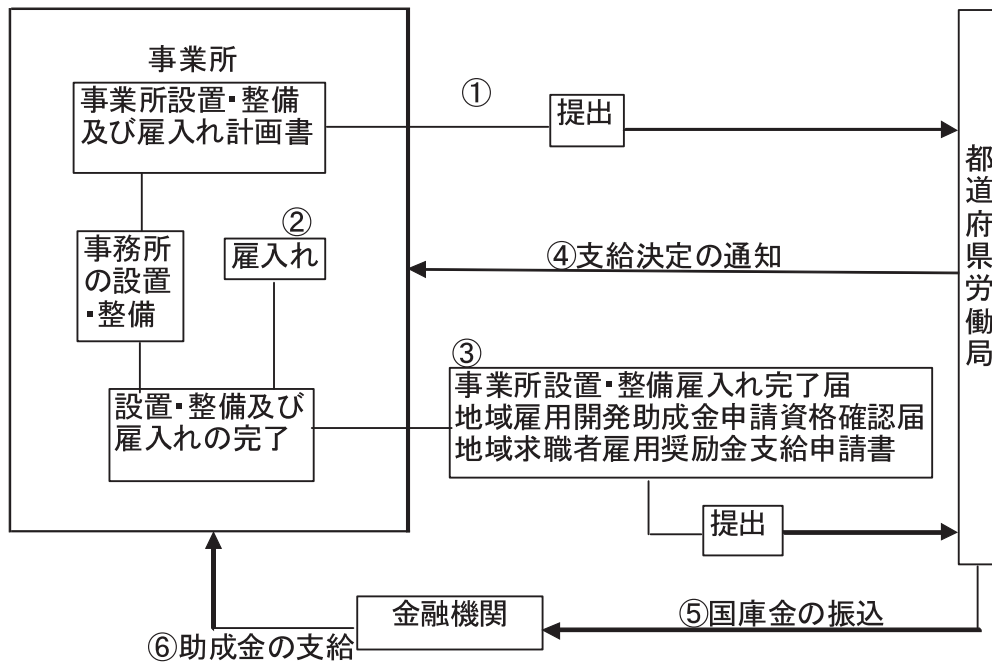 事業所
事業所設置・整備
及び雇入れ計画書
①
提出
都道府県労働局
②
雇入れ
事務所
の設置
・整備
④支給決定の通知
③
事業所設置・整備雇入れ完了届
地域雇用開発助成金申請資格確認届
地域求職者雇用奨励金支給申請書
設置・整備及び
雇入れの完了
提出
金融機関
⑤国庫金の振込
⑥助成金の支給